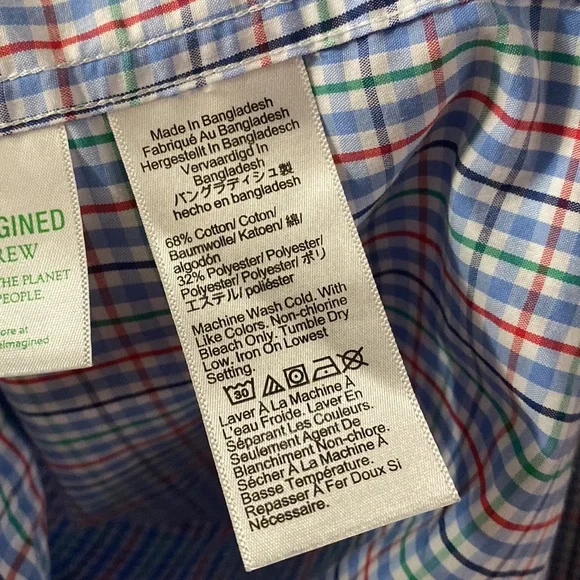 Made In Bangladesh
Fabriqué Au Bangladesh
Hergestellt In Bangladesch
Vervaardigd In
Bangladesh
バングラディシュ製
hecho en bangladesh
68% Cotton/ Coton/
Baumwolle/ Katoen/ 綿/
algodón
32% Polyester/ Polyester/
Polyester/ Polyester/ ポリ
エステル/ poliéster
Machine Wash Cold. With
Like Colors. Non-chlorine
Bleach Only. Tumble Dry
Low. Iron On Lowest
Setting.
30
Laver À La Machine À
L'eau Froide. Laver En
Séparant Les Couleurs.
Seulement Agent De
Blanchiment Non-chlore.
Sécher À La Machine À
Basse Température.
Repasser À Fer Doux Si
Nécessaire.
GINED
REW
THE PLANET
PEOPLE.
ore at
eimagined